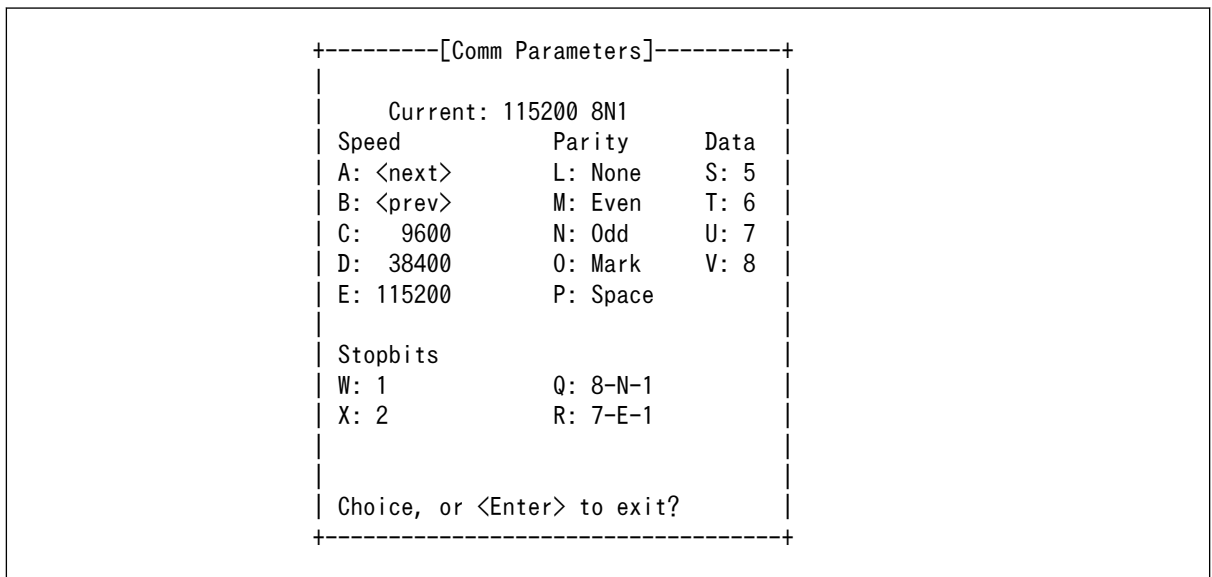 +---------[Comm Parameters]----------+
|                                    |
|     Current: 115200 8N1            |
| Speed            Parity      Data  |
| A: <next>        L: None     S: 5  |
| B: <prev>        M: Even     T: 6  |
| C:   9600        N: Odd      U: 7  |
| D:  38400        O: Mark     V: 8  |
| E: 115200        P: Space          |
|                                    |
| Stopbits                           |
| W: 1             Q: 8-N-1          |
| X: 2             R: 7-E-1          |
|                                    |
|                                    |
| Choice, or <Enter> to exit?        |
+------------------------------------+